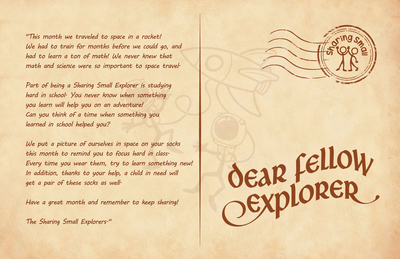 "This month we traveled to space in a rocket!
We had to train for months before we could go, and
had to learn a ton of math! We never knew that
math and science were so important to space travel!
Part of being a Sharing Small Explorer is studying
hard in school. You never know when something
you learn will help you on an adventure!
Can you think of a time when something you
learned in school helped you?
We put a picture of ourselves in space on your socks
this month to remind you to focus hard in class.
Every time you wear them, try to learn something new!
In addition, thanks to your help, a child in need will
get a pair of these socks as well.
Have a great month and remember to keep sharing!
The Sharing Small Explorers."
Sharing Small
dear fellow
explorer